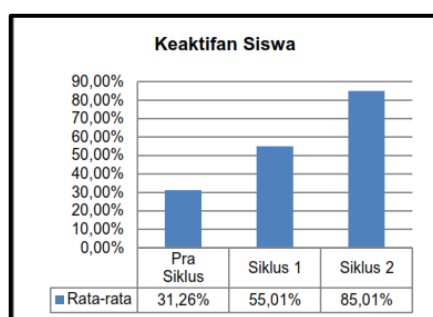 Keaktifan Siswa
90,00%
80,00%
70,00%
60,00%
50,00%
40,00%
30,00%
20,00%
10,00%
0,00%
Pra
Siklus
Siklus 1
Siklus 2
Rata-rata 31,26% 55,01% 85,01%